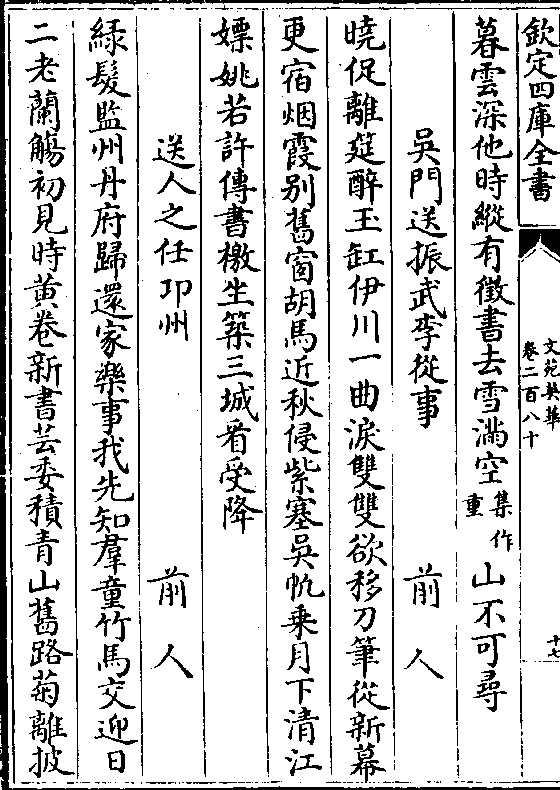 欽定四庫全書
文苑英華
卷二百八十
十七
暮雲深他時縱有徵書去雪滿空集作重山不可尋
吳門送振武李從事 前人
曉促離筵醉玉缸伊川一曲淚雙雙欲移刀筆從新幕
更宿烟霞别舊窗胡馬近秋侵紫塞吳帆乗月下清江
嫖姚若許傳書檄坐築三城看受降
送人之任卭州 前人
緑髪監州丹府歸還家樂事我先知羣童竹馬交迎日
二老蘭觴初見時黄卷新書芸委積青山舊路菊離披